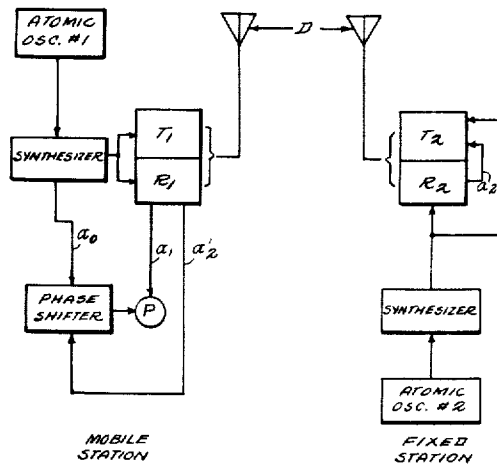 ATOMIC
OSC. #1
D
SYNTHESIZER
T1
R1
T2
R2
a2
a0
a1
a'2
PHASE
SHIFTER
P
SYNTHESIZER
ATOMIC
OSC. #2
MOBILE
STATION
FIXED
STATION